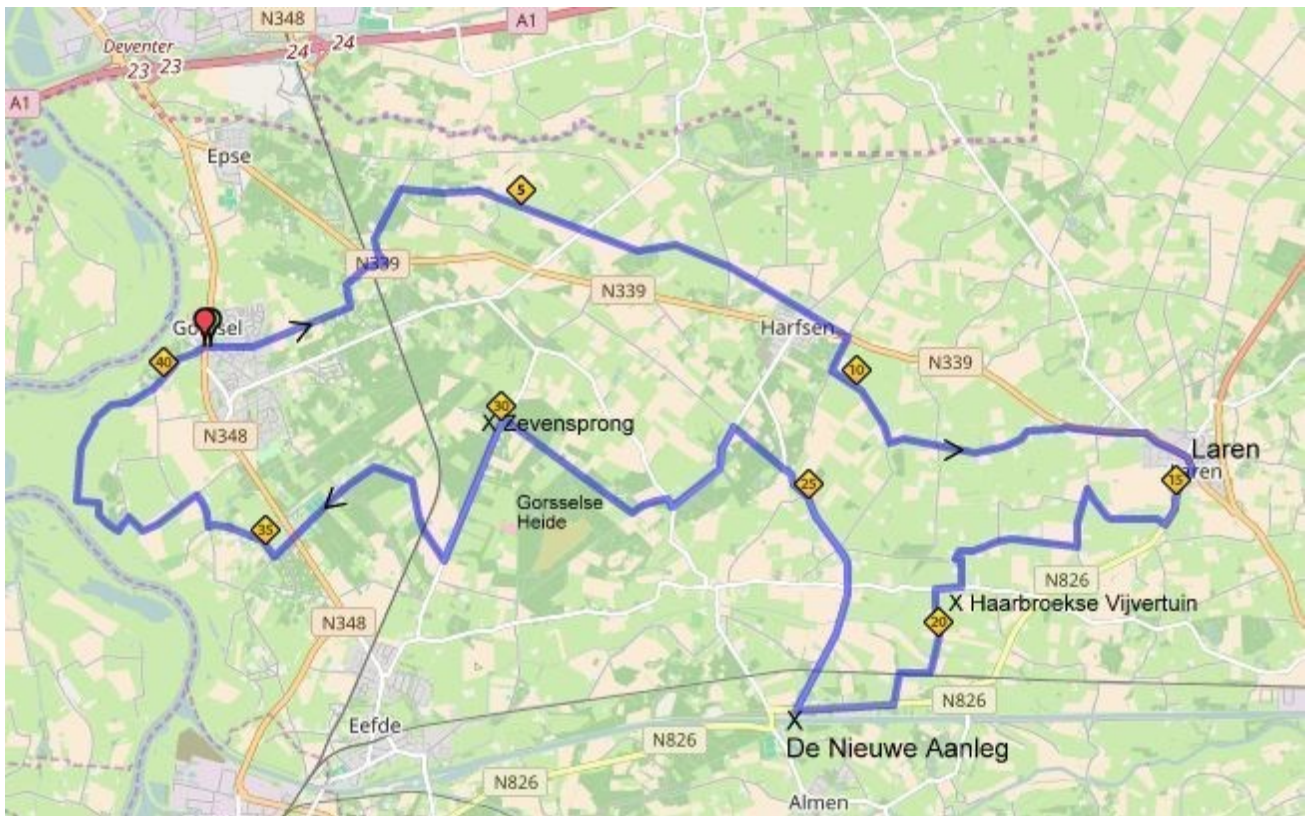 N348
A1
Deventer
24
24
23
23
A1
Epse
5
N339
N339
Gorssel
Harfsen
40
10
N339
30
X Zevensprong
N348
Laren
Laren
15
25
Gorsselse
Heide
35
N826
X Haarbroekse Vijvertuin
20
N348
N826
Eefde
X
De Nieuwe Aanleg
N826
N826
Almen